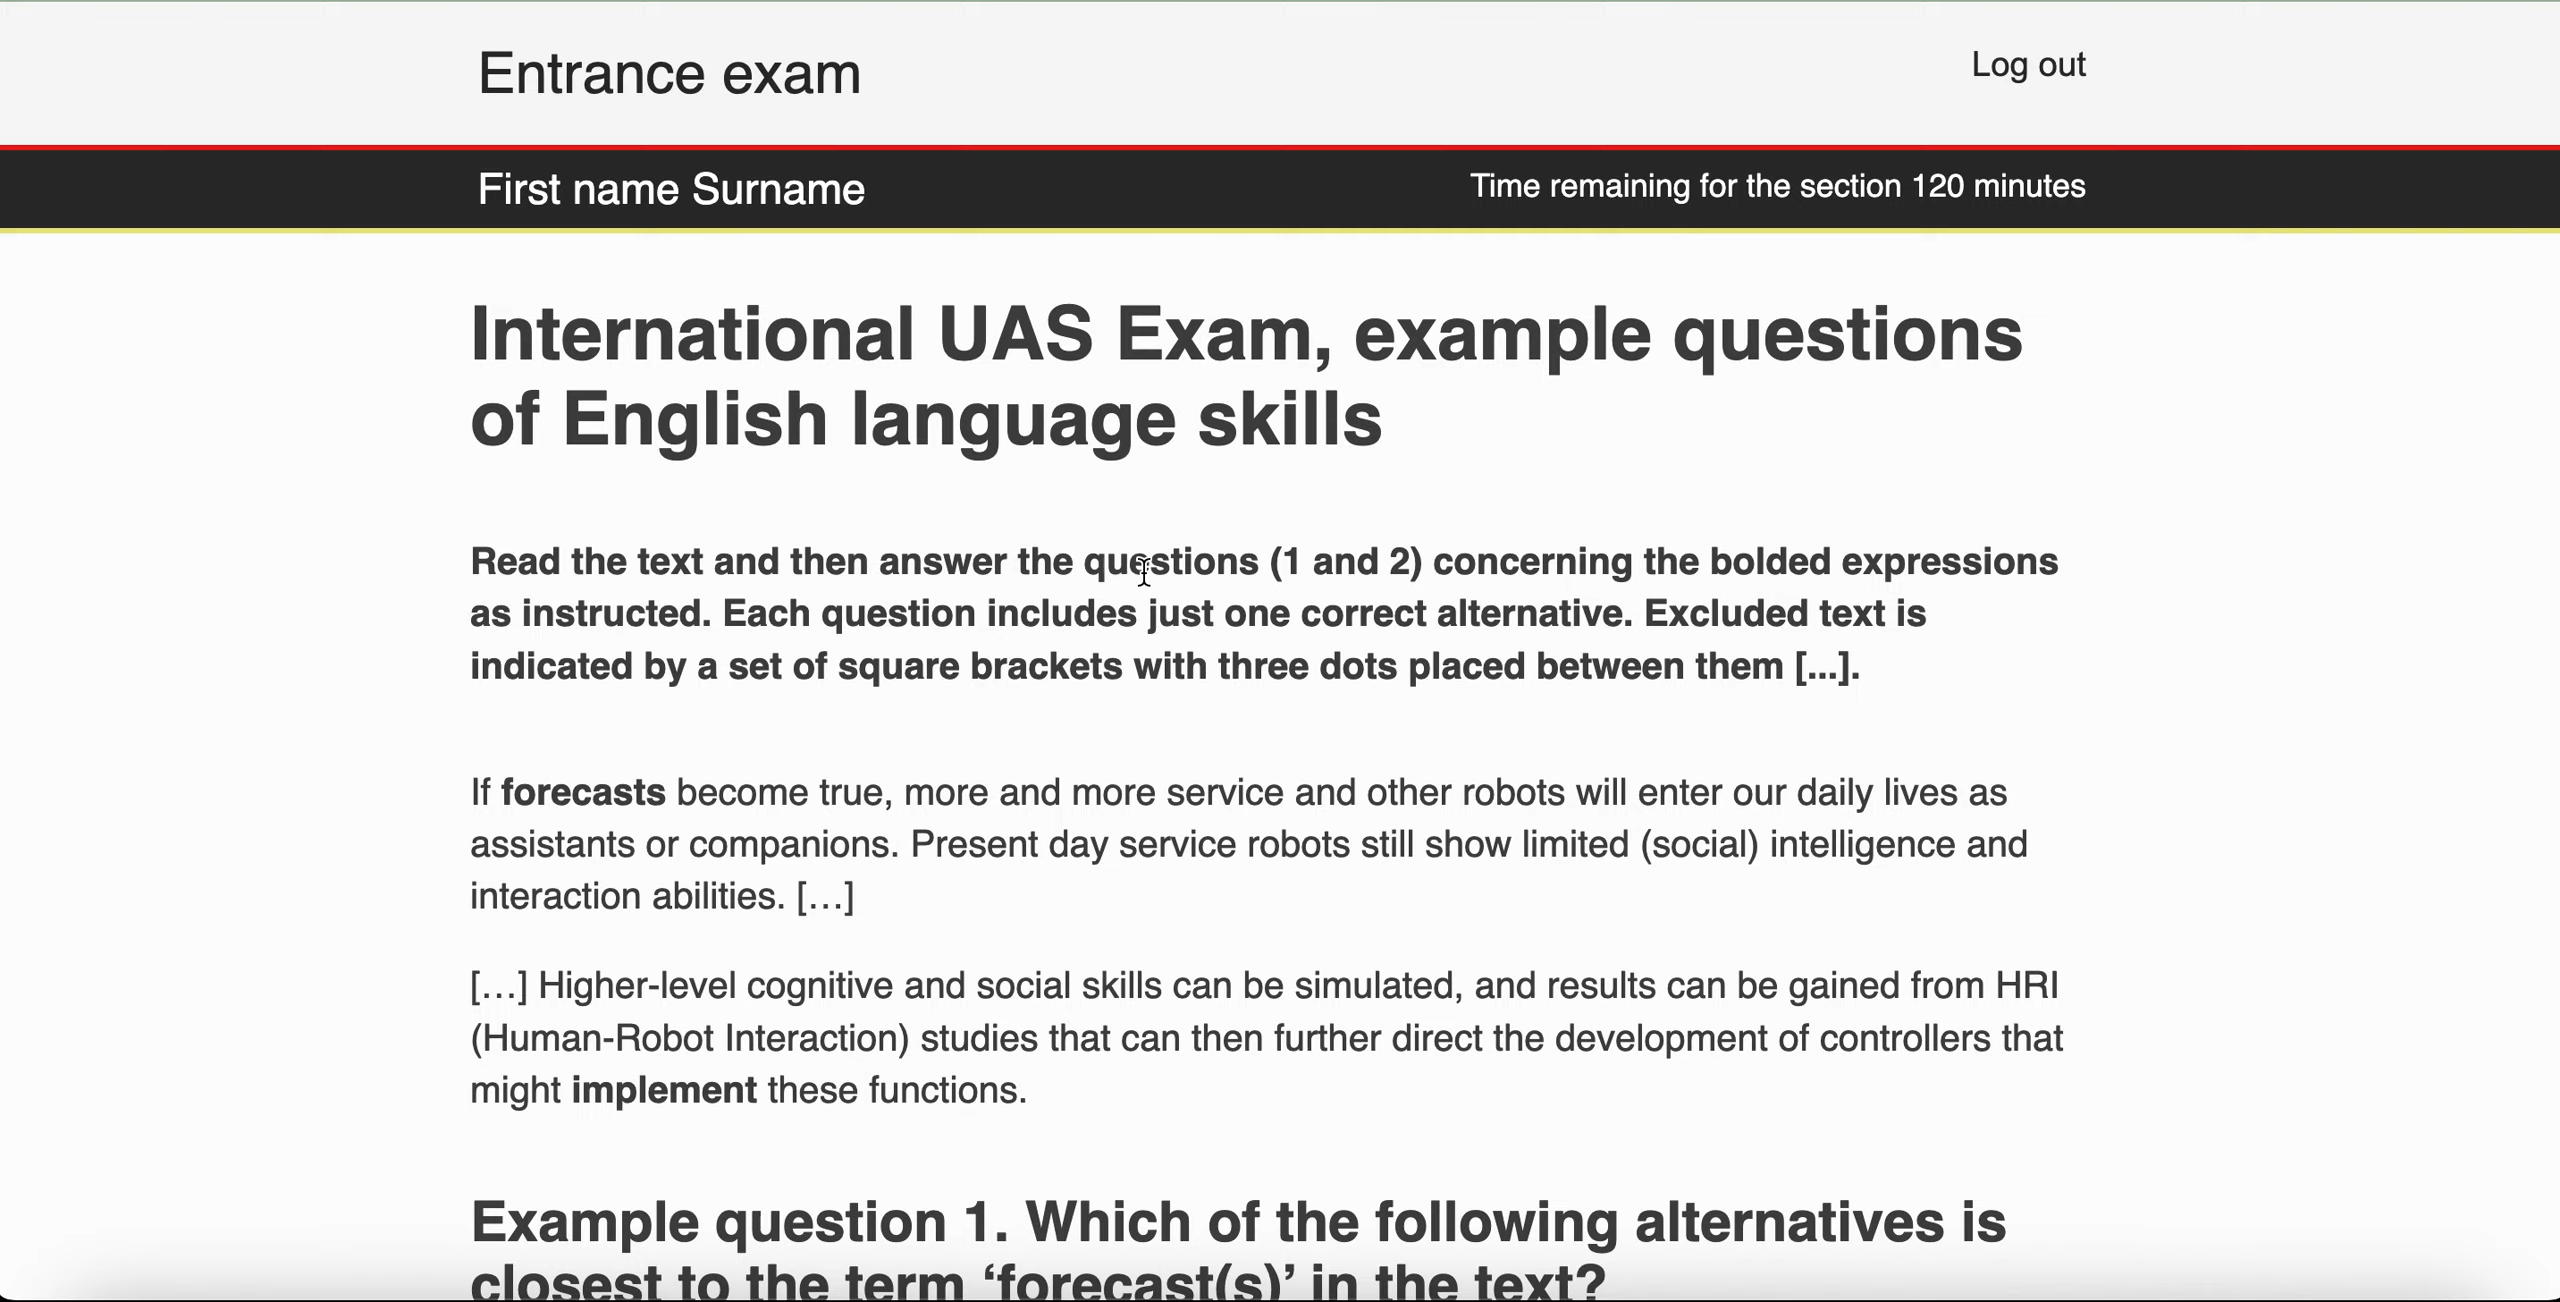 Entrance exam
Log out
First name Surname
Time remaining for the section 120 minutes
International UAS Exam, example questions
of English language skills
Read the text and then answer the questions (1 and 2) concerning the bolded expressions
as instructed. Each question includes just one correct alternative. Excluded text is
indicated by a set of square brackets with three dots placed between them [...].
If forecasts become true, more and more service and other robots will enter our daily lives as
assistants or companions. Present day service robots still show limited (social) intelligence and
interaction abilities. […]
[…] Higher-level cognitive and social skills can be simulated, and results can be gained from HRI
(Human-Robot Interaction) studies that can then further direct the development of controllers that
might implement these functions.
Example question 1. Which of the following alternatives is
closest to the term ‘forecast(s)’ in the text?